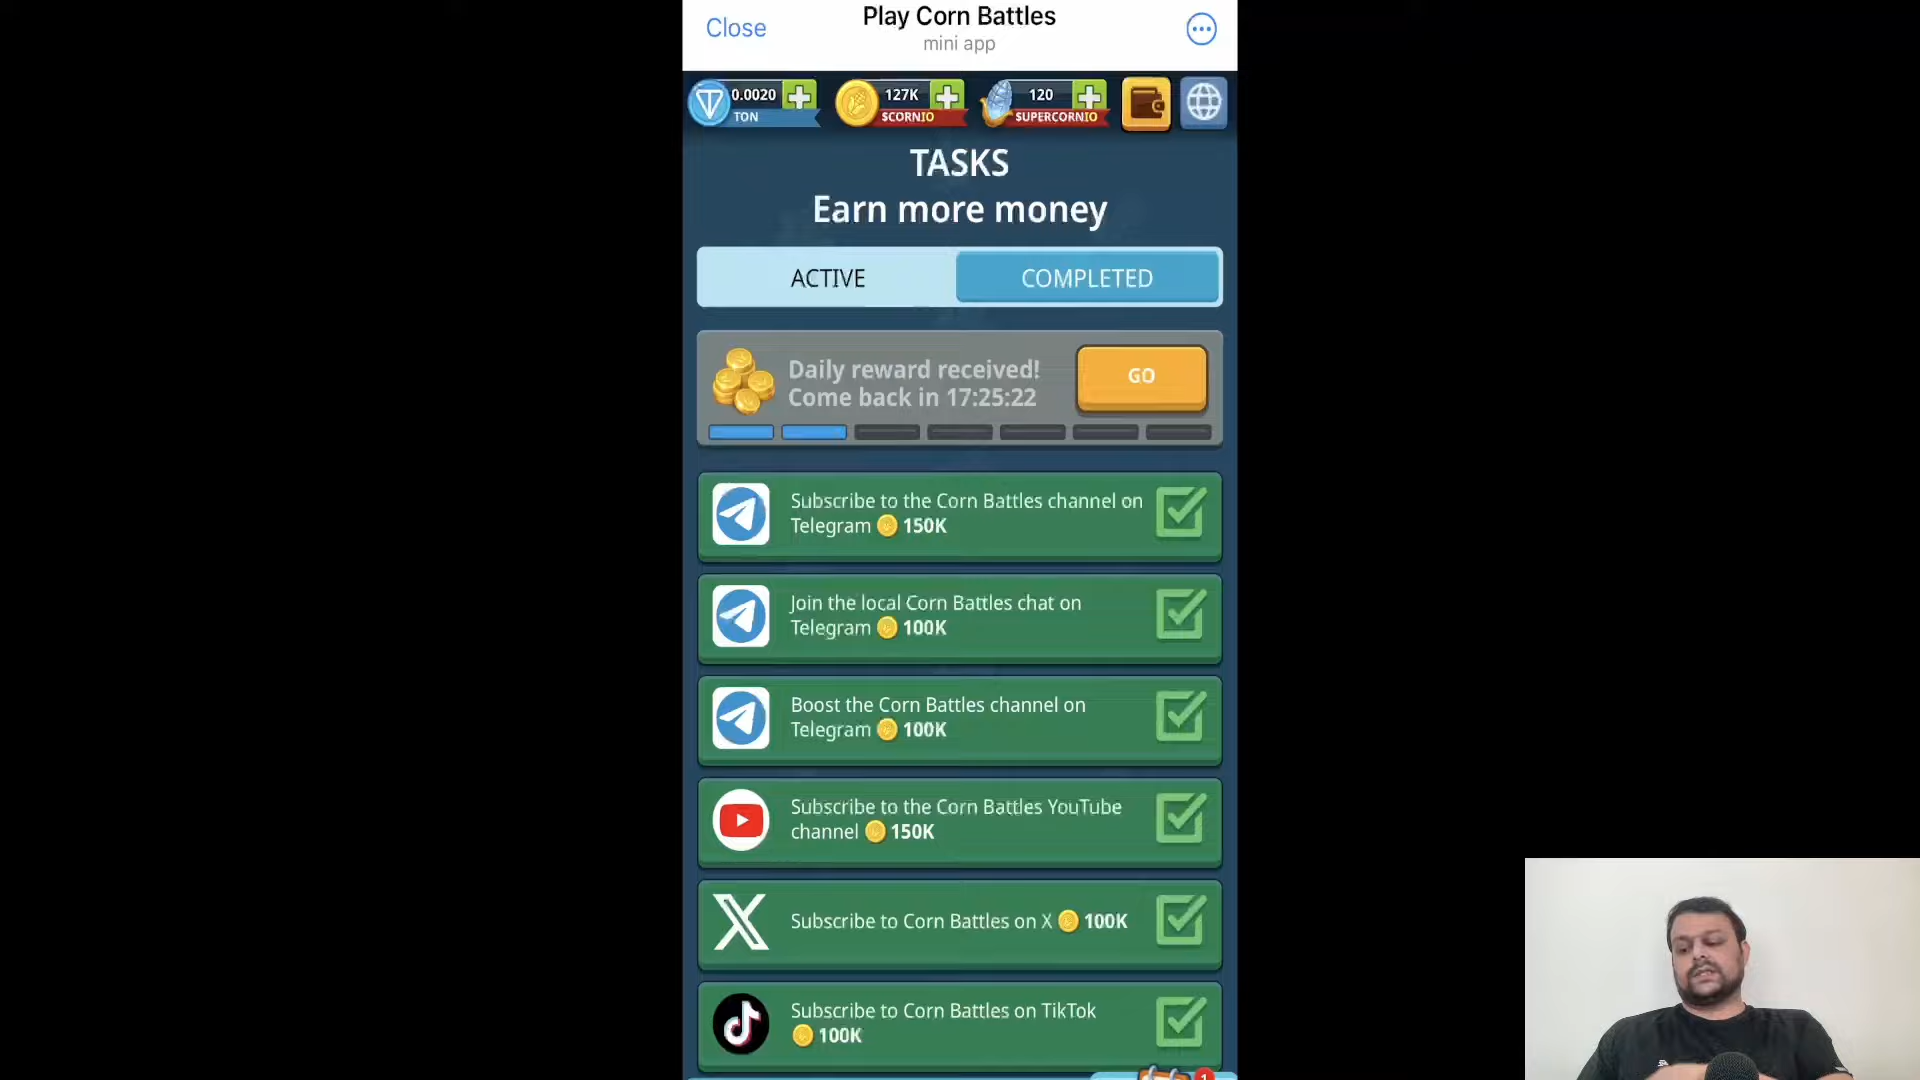 Close
Play Corn Battles
mini app
0.0020
TON
127K
$CORNIO
120
$UPERCORNIO
TASKS
Earn more money
ACTIVE
COMPLETED
Daily reward received!
Come back in 17:25:22
GO
Subscribe to the Corn Battles channel on
Telegram 150K
Join the local Corn Battles chat on
Telegram 100K
Boost the Corn Battles channel on
Telegram 100K
Subscribe to the Corn Battles YouTube
channel 150K
Subscribe to Corn Battles on X 100K
Subscribe to Corn Battles on TikTok
100K
1